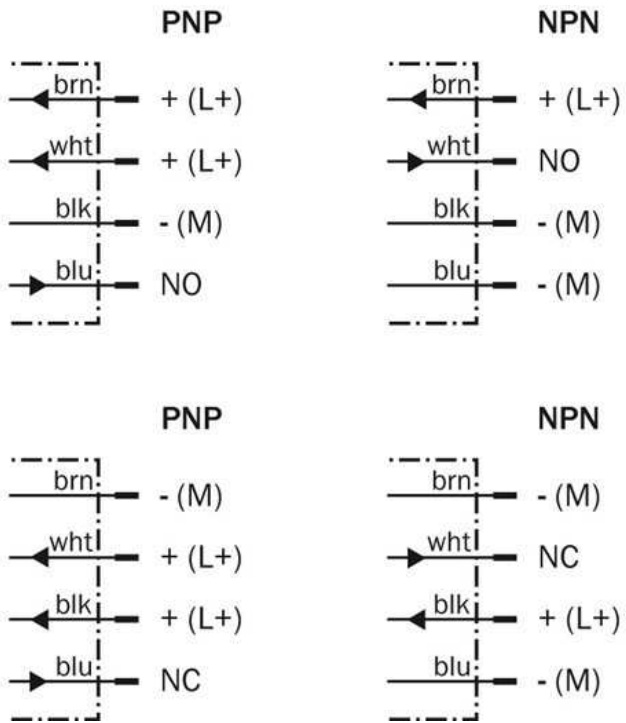 PNP
brn + (L+)
wht + (L+)
blk - (M)
blu NO
NPN
brn + (L+)
wht NO
blk - (M)
blu - (M)
PNP
brn - (M)
wht + (L+)
blk + (L+)
blu NC
NPN
brn - (M)
wht NC
blk + (L+)
blu - (M)